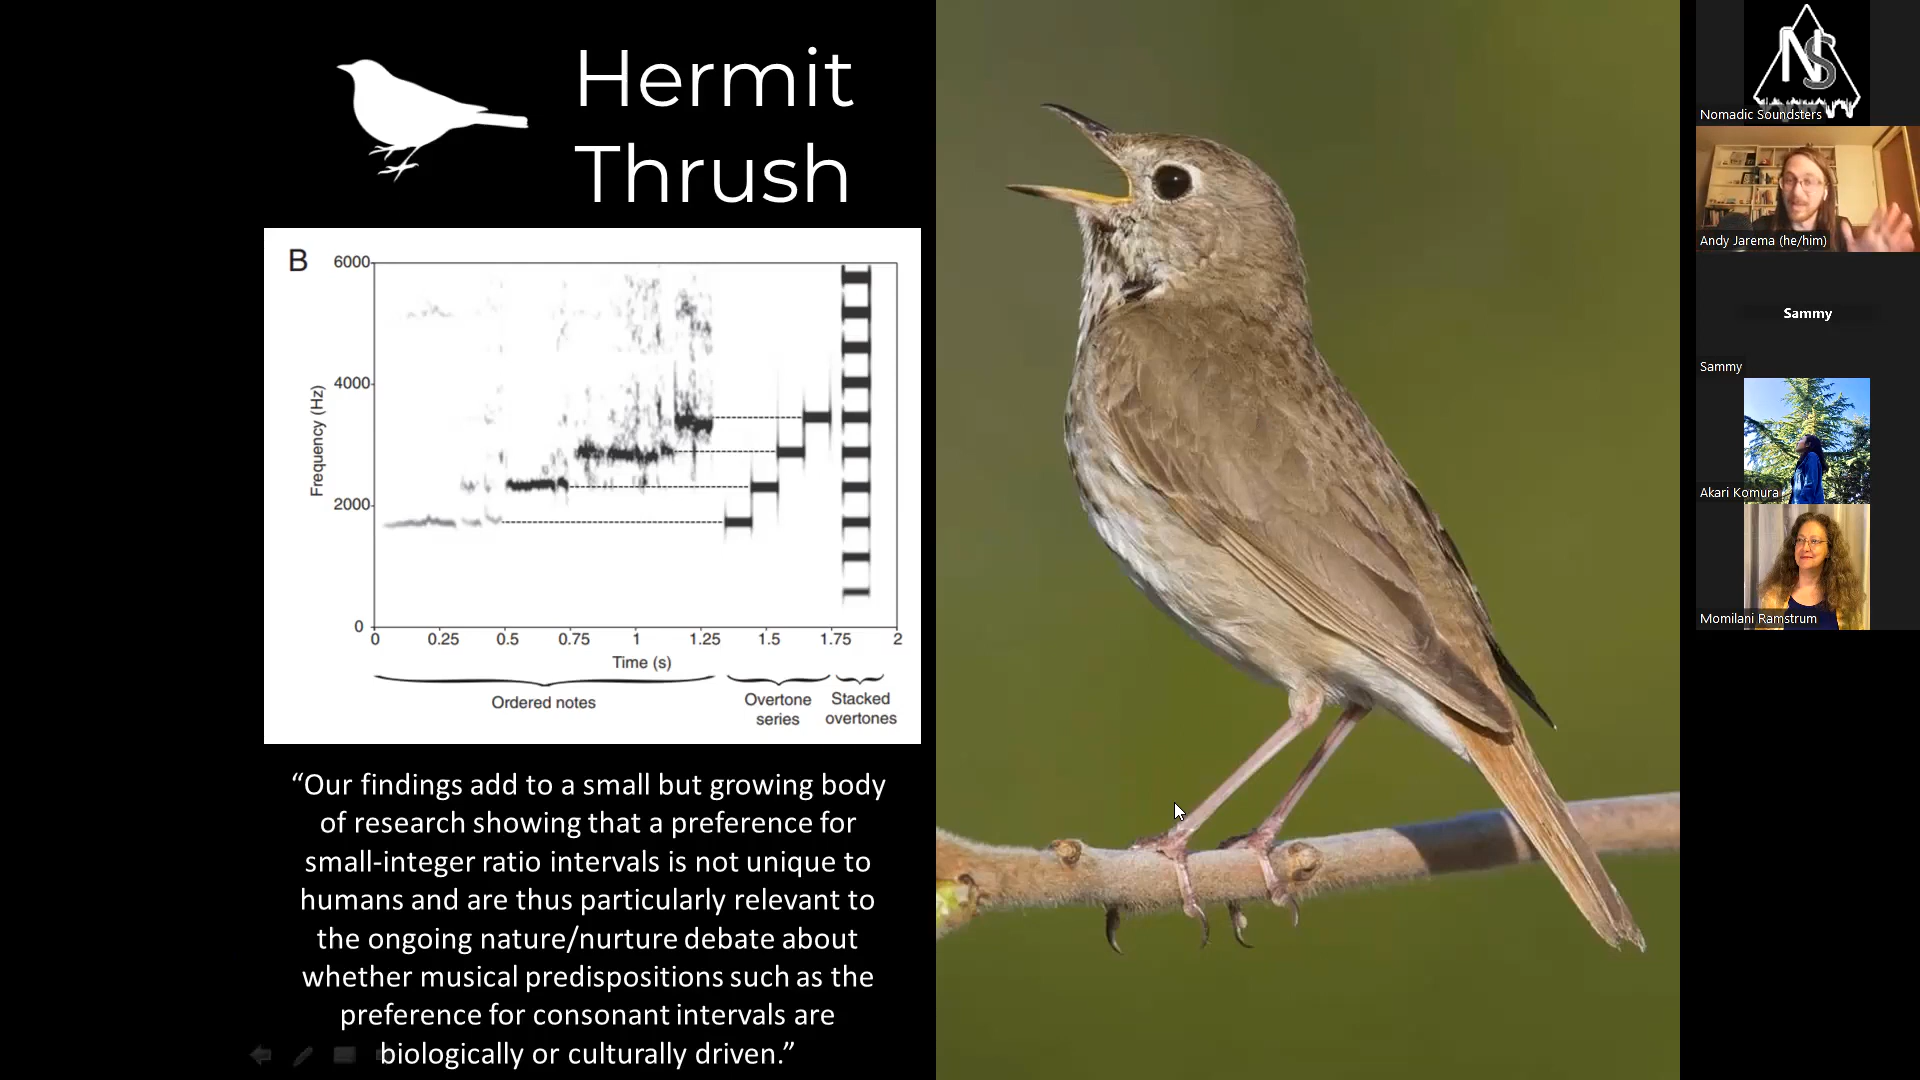 Hermit
Thrush
B
6000
4000
2000
0
Frequency (Hz)
0 0.25 0.5 0.75 1 1.25 1.5 1.75 2
Time (s)
Ordered notes
Overtone
series
Stacked
overtones
“Our findings add to a small but growing body
of research showing that a preference for
small-integer ratio intervals is not unique to
humans and are thus particularly relevant to
the ongoing nature/nurture debate about
whether musical predispositions such as the
preference for consonant intervals are
biologically or culturally driven.”
NS
Nomadic Soundsters
Andy Jarema (he/him)
Sammy
Sammy
Akari Komura
Momilani Ramstrum